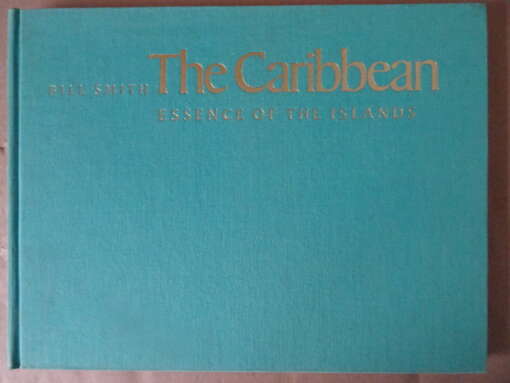 BILL SMITH The Caribbean
ESSENCE OF THE ISLANDS